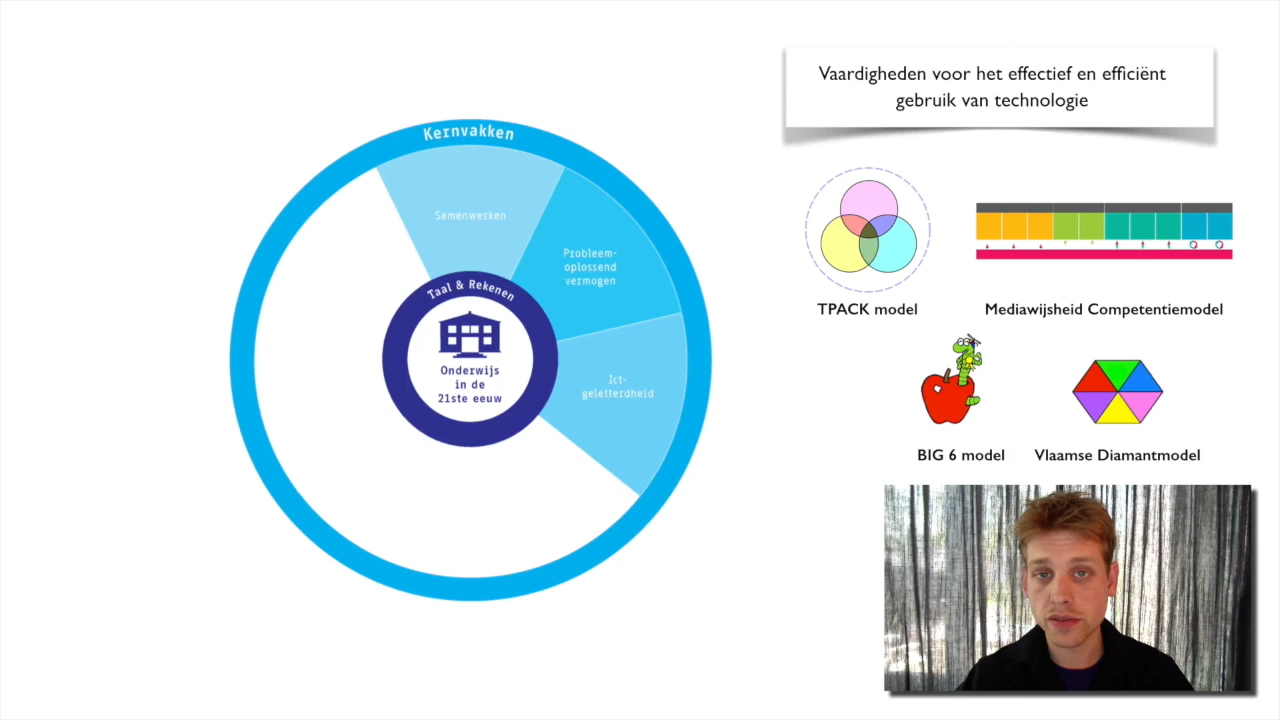 Vaardigheden voor het effectief en efficiënt
gebruik van technologie
Kernvakken
Samenwerken
Probleem-
oplossend
vermogen
Ict-
geletterdheid
Taal & Rekenen
Onderwijs
in de
21ste eeuw
TPACK model
Mediawijsheid Competentiemodel
BIG 6 model
Vlaamse Diamantmodel